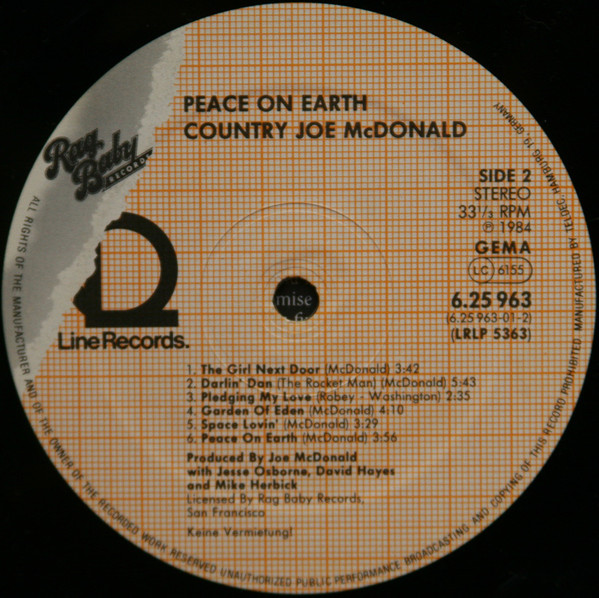 PEACE ON EARTH
COUNTRY JOE McDONALD
Rag
Baby
RECORDS
SIDE 2
STEREO
33 1/3 RPM
℗ 1984
GEMA
LC 6155
6.25 963
(6.25 963-01-2)
(LRLP 5363)
Line Records.
mise
1. The Girl Next Door (McDonald) 3:42
2. Darlin' Dan (The Rocket Man) (McDonald) 5:43
3. Pledging My Love (Robey - Washington) 2:35
4. Garden Of Eden (McDonald) 4:10
5. Space Lovin' (McDonald) 3:29
6. Peace On Earth (McDonald) 3:56
Produced By Joe McDonald
with Jesse Osborne, David Hayes
and Mike Herbick
Licensed By Rag Baby Records,
San Francisco
Keine Vermietung!
ALL RIGHTS OF THE MANUFACTURER AND OF THE OWNER OF THE RECORDED WORK RESERVED UNAUTHORIZED PUBLIC PERFORMANCE BROADCASTING AND COPYING OF THIS RECORD PROHIBITED. MANUFACTURED BY TELDEC, HAMBURG 19, GERMANY